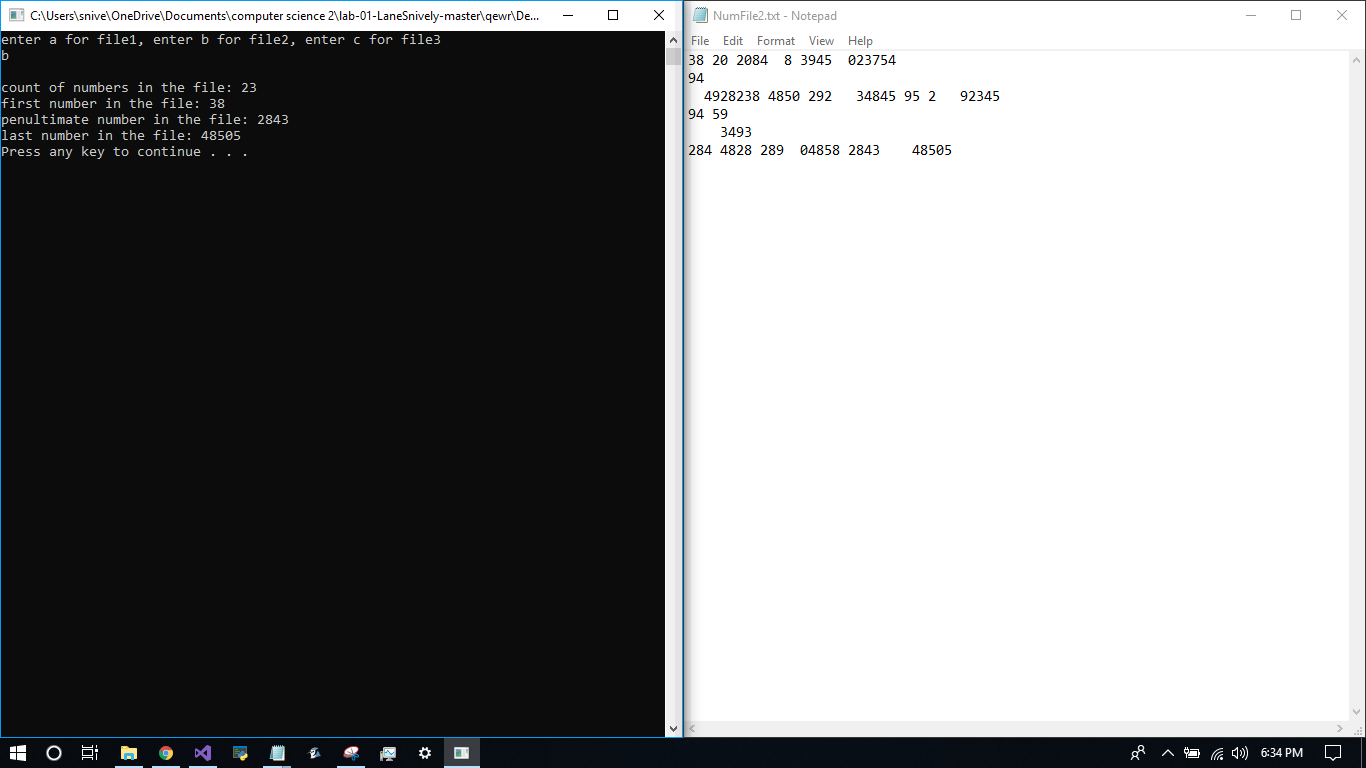 C:\Users\snive\OneDrive\Documents\computer science 2\lab-01-LaneSnively-master\qewr\De...
enter a for file1, enter b for file2, enter c for file3
b
count of numbers in the file: 23
first number in the file: 38
penultimate number in the file: 2843
last number in the file: 48505
Press any key to continue . . .
NumFile2.txt - Notepad
File Edit Format View Help
38 20 2084  8 3945  023754
94
  4928238 4850 292   34845 95 2   92345
94 59
    3493
284 4828 289  04858 2843    48505
6:34 PM